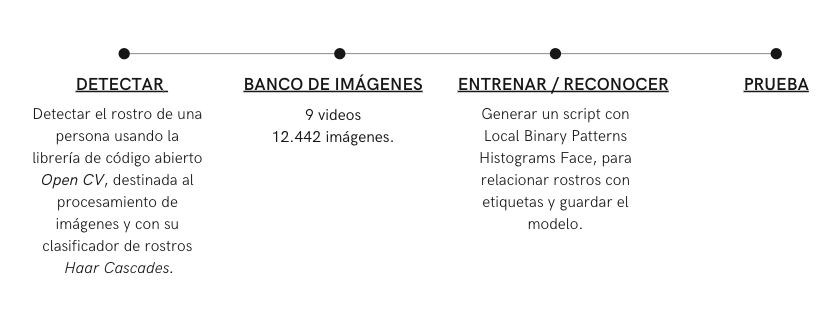 DETECTAR
Detectar el rostro de una
persona usando la
librería de código abierto
Open CV, destinada al
procesamiento de
imágenes y con su
clasificador de rostros
Haar Cascades.
BANCO DE IMÁGENES
9 videos
12.442 imágenes.
ENTRENAR / RECONOCER
Generar un script con
Local Binary Patterns
Histograms Face, para
relacionar rostros con
etiquetas y guardar el
modelo.
PRUEBA